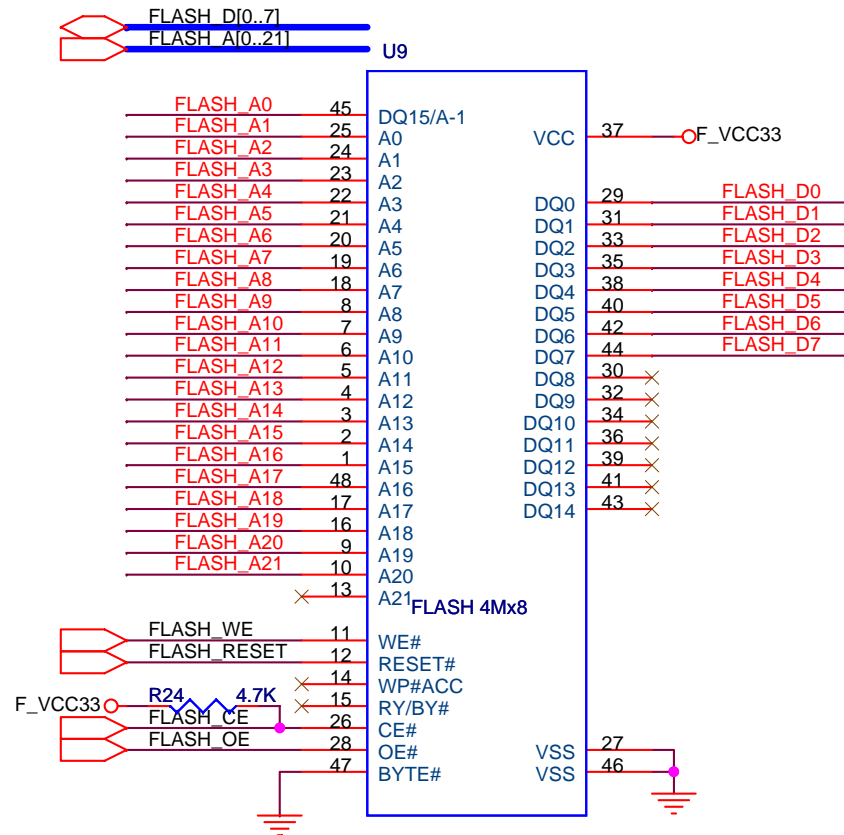 FLASH_D[0..7]
FLASH_A[0..21]
U9
FLASH_A0 45 DQ15/A-1
FLASH_A1 25 A0
VCC 37 F_VCC33
FLASH_A2 24 A1
FLASH_A3 23 A2
FLASH_A4 22 A3
DQ0 29 FLASH_D0
FLASH_A5 21 A4
DQ1 31 FLASH_D1
FLASH_A6 20 A5
DQ2 33 FLASH_D2
FLASH_A7 19 A6
DQ3 35 FLASH_D3
FLASH_A8 18 A7
DQ4 38 FLASH_D4
FLASH_A9 8 A8
DQ5 40 FLASH_D5
FLASH_A10 7 A9
DQ6 42 FLASH_D6
FLASH_A11 6 A10
DQ7 44 FLASH_D7
FLASH_A12 5 A11
DQ8 30
FLASH_A13 4 A12
DQ9 32
FLASH_A14 3 A13
DQ10 34
FLASH_A15 2 A14
DQ11 36
FLASH_A16 1 A15
DQ12 39
FLASH_A17 48 A16
DQ13 41
FLASH_A18 17 A17
DQ14 43
FLASH_A19 16 A18
FLASH_A20 9 A19
FLASH_A21 10 A20
13 A21
FLASH 4Mx8
FLASH_WE 11 WE#
FLASH_RESET 12 RESET#
14 WP#ACC
F_VCC33 R24 4.7K
15 RY/BY#
FLASH_CE 26 CE#
FLASH_OE 28 OE#
VSS 27
47 BYTE#
VSS 46